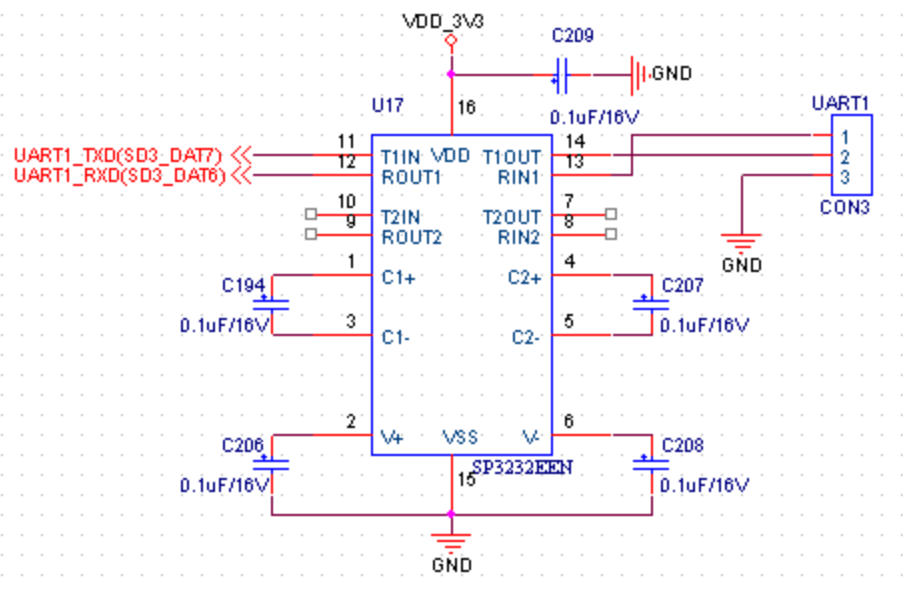 VDD_3V3
C209
GND
0.1uF/16V
U17
16
UART1
11
14
1
UART1_TXD(SD3_DAT7)
T1IN
VDD
T1OUT
2
12
13
UART1_RXD(SD3_DAT6)
ROUT1
RIN1
3
CON3
10
7
T2IN
T2OUT
9
8
ROUT2
RIN2
GND
1
4
C194
C1+
C2+
C207
0.1uF/16V
3
5
0.1uF/16V
C1-
C2-
2
6
C206
V+
VSS
V-
C208
SP3232EEN
15
0.1uF/16V
0.1uF/16V
GND